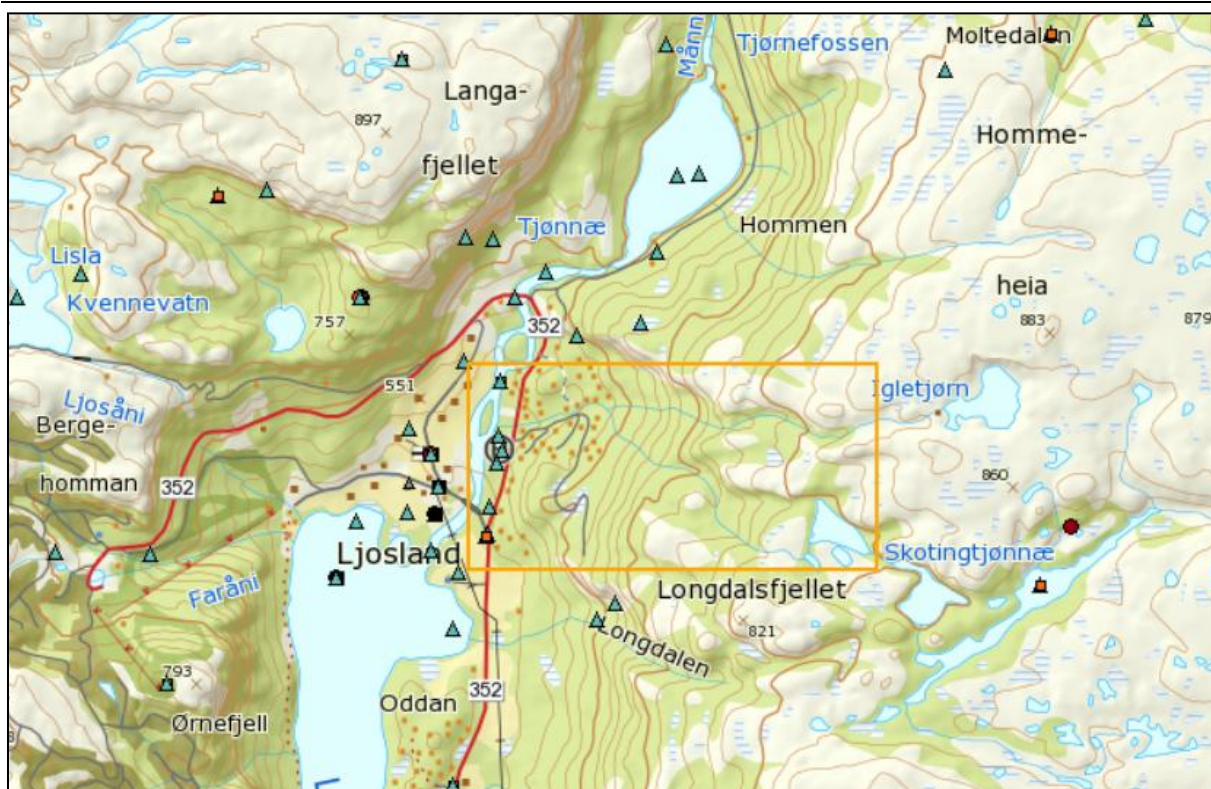 Tjørnefossen
Moltedalen
Månn
Langa-
897
Homme-
fjellet
Tjønnæ
Hommen
Lisla
Kvennevatn
heia
757
352
883
879
551
Igletjørn
Ljosåni
Berge-
homman
352
860
Ljosland
Skotingtjønnæ
Faråni
Longdalsfjellet
821
Longdalen
793
352
Oddan
Ørnefjell